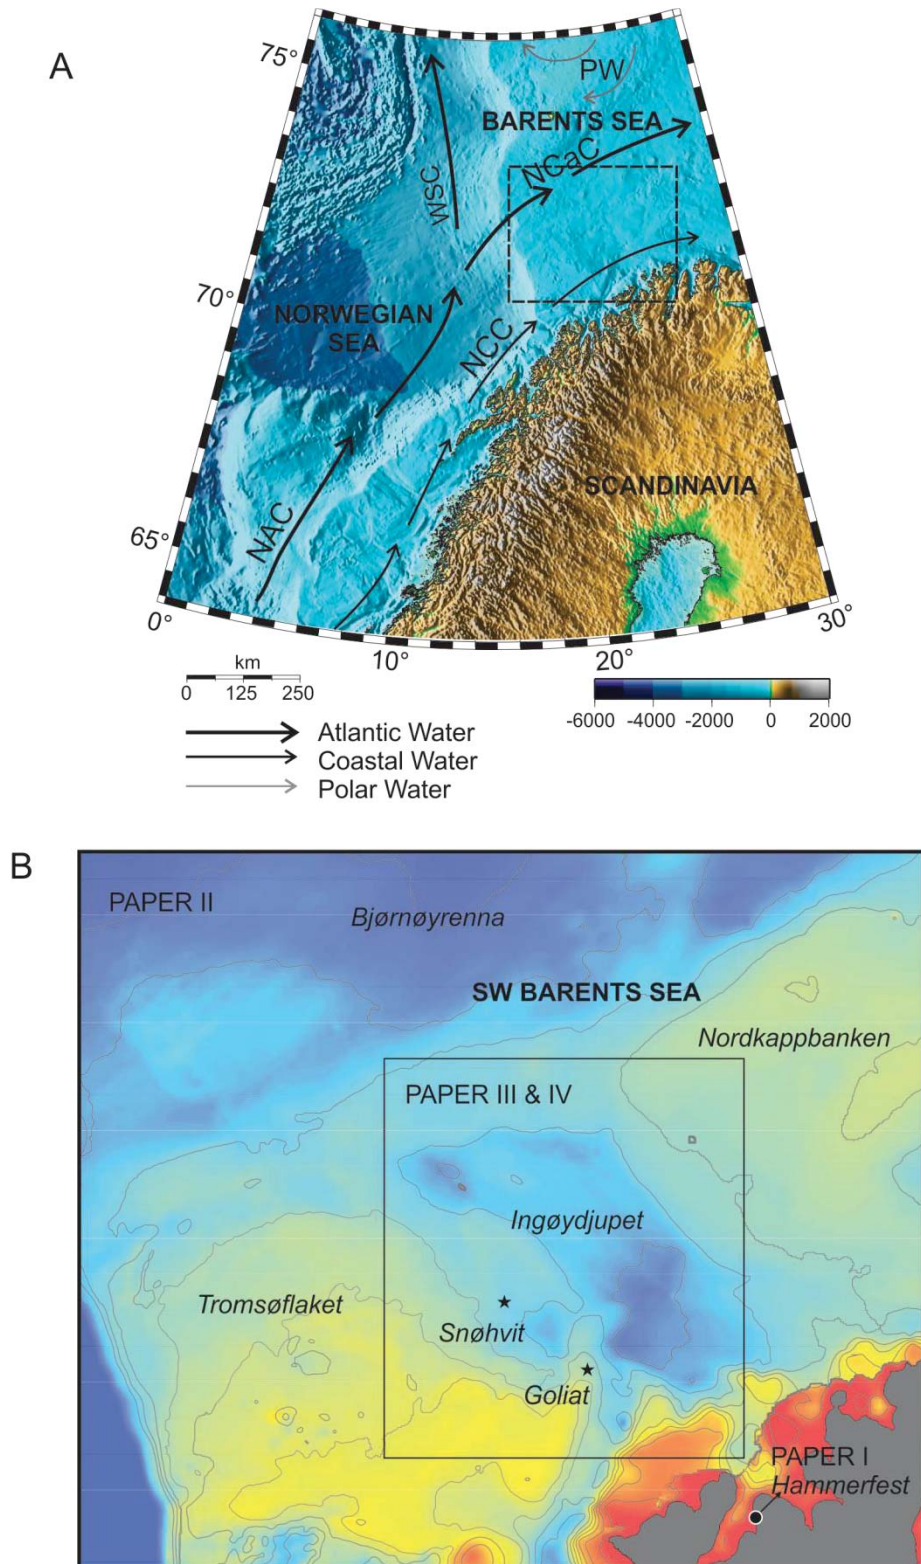 A
75°
PW
BARENTS SEA
NCaC
WSC
70°
NORWEGIAN
SEA
NCC
SCANDINAVIA
NAC
65°
0°
10°
20°
30°
km
0 125 250
-6000 -4000 -2000 0 2000
Atlantic Water
Coastal Water
Polar Water
B
PAPER II
Bjørnøyrenna
SW BARENTS SEA
Nordkappbanken
PAPER III & IV
Ingøydjupet
Tromsøflaket
Snøhvit
Goliat
PAPER I
Hammerfest